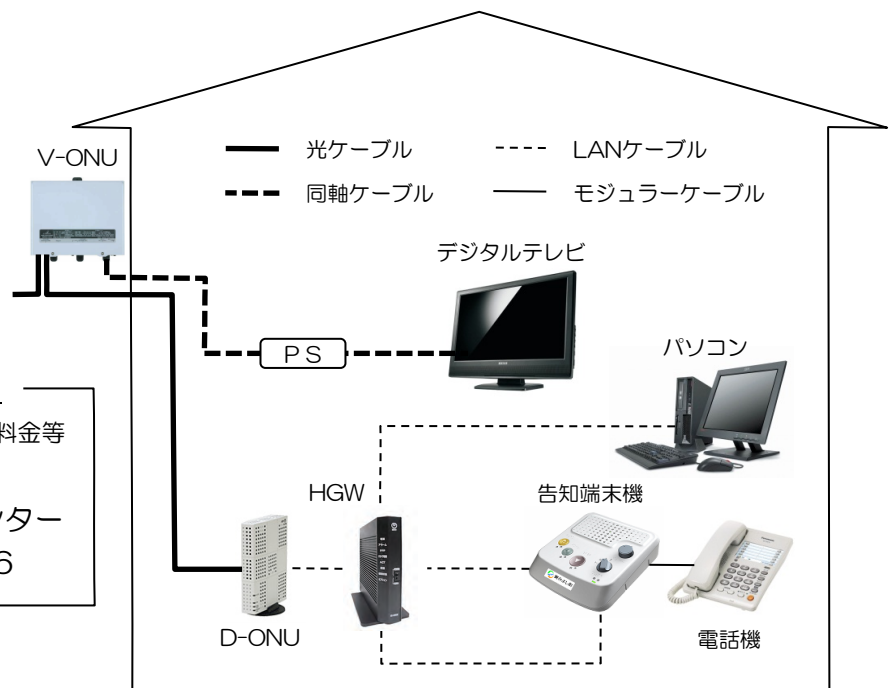 V-ONU
光ケーブル
LANケーブル
同軸ケーブル
モジュラーケーブル
デジタルテレビ
PS
パソコン
料金等
HGW
告知端末機
ンター
6
D-ONU
電話機